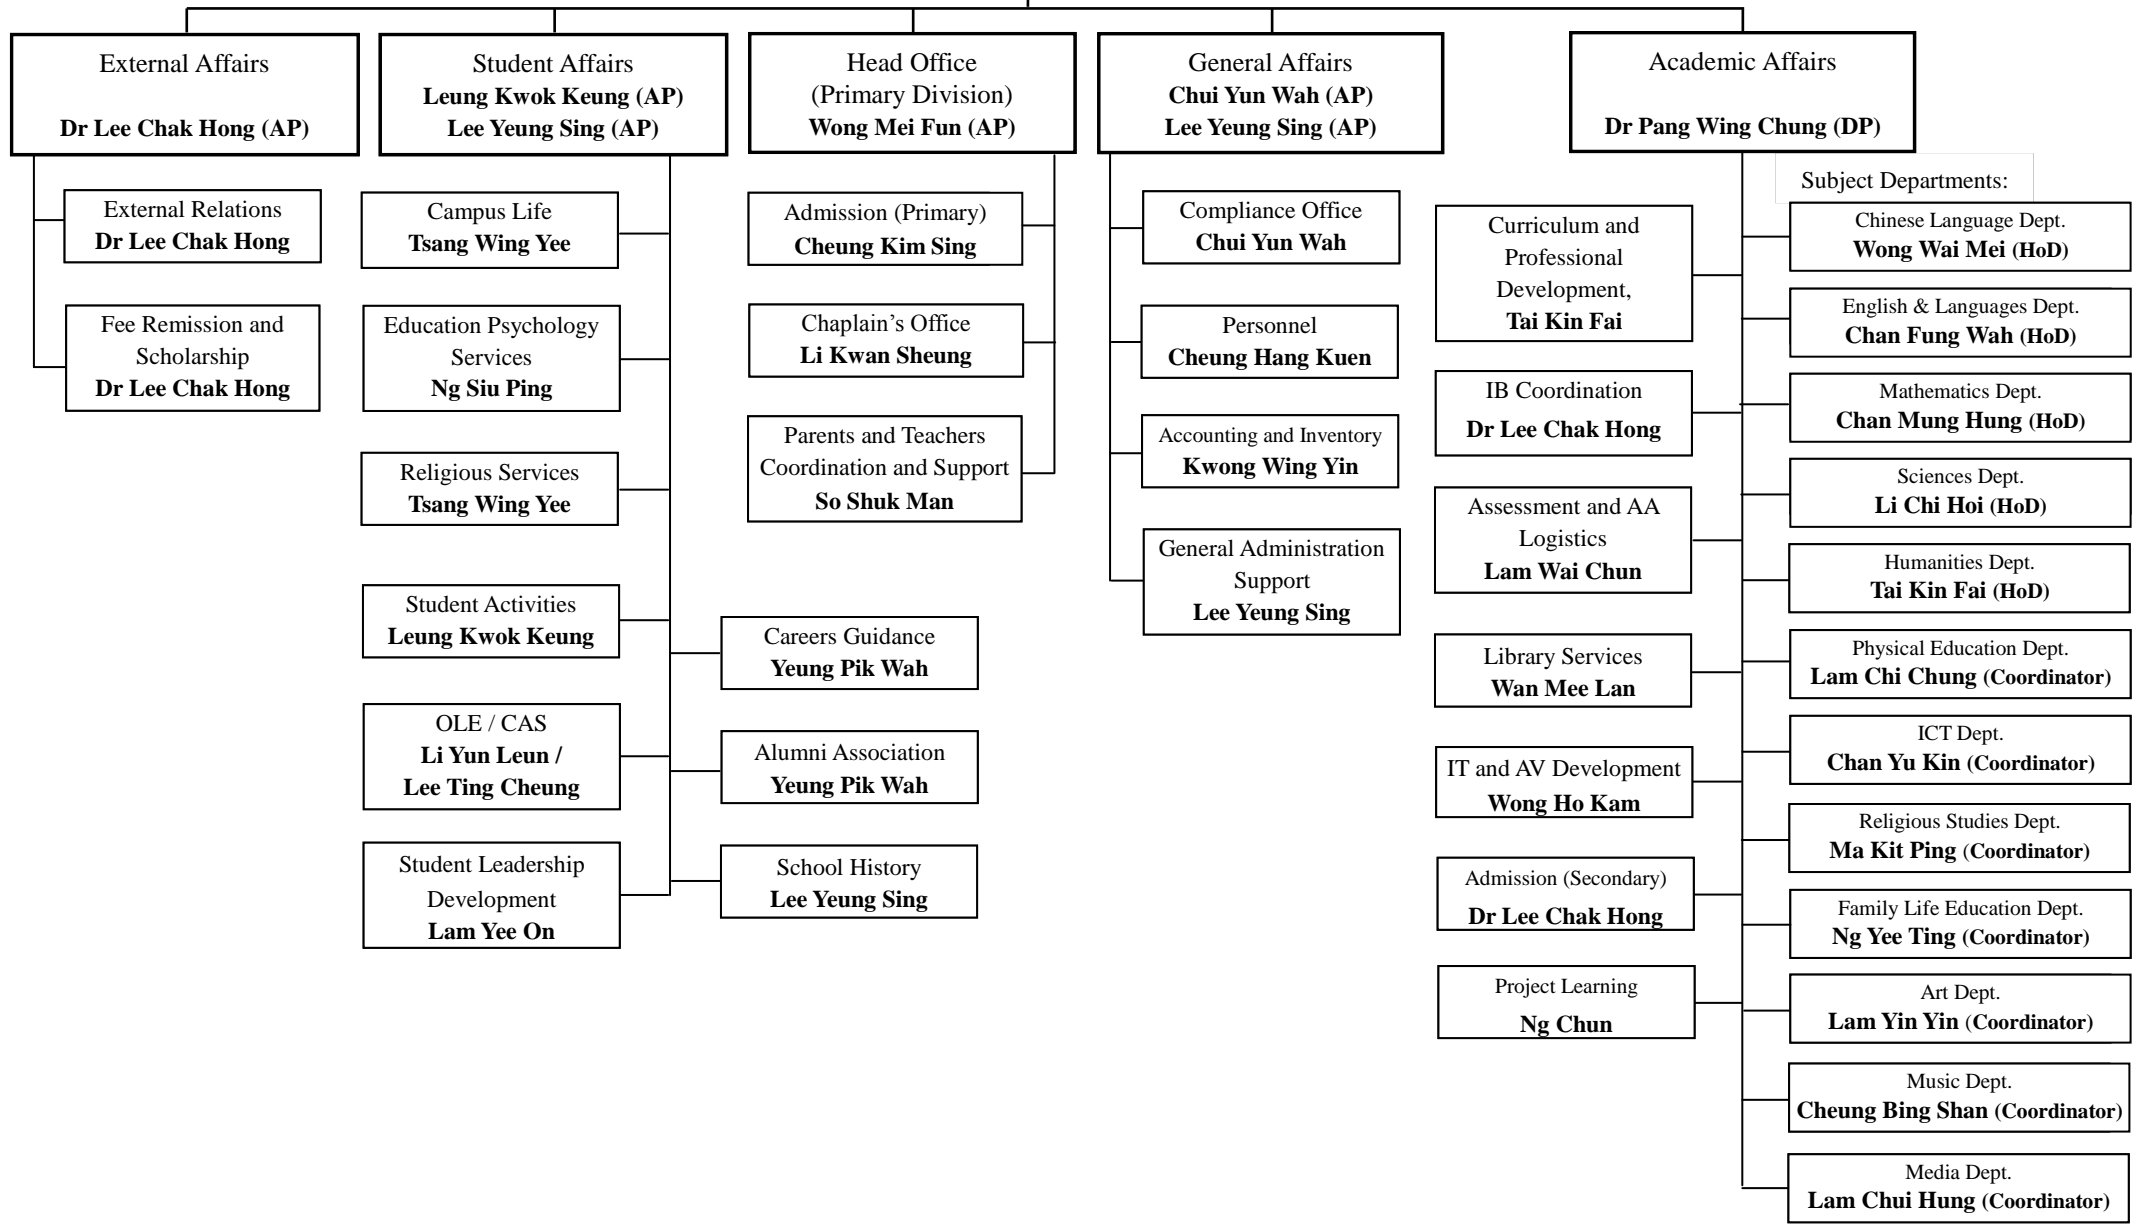 External Affairs
Dr Lee Chak Hong (AP)
Student Affairs
Leung Kwok Keung (AP)
Lee Yeung Sing (AP)
Head Office
(Primary Division)
Wong Mei Fun (AP)
General Affairs
Chui Yun Wah (AP)
Lee Yeung Sing (AP)
Academic Affairs
Dr Pang Wing Chung (DP)
External Relations
Dr Lee Chak Hong
Fee Remission and
Scholarship
Dr Lee Chak Hong
Campus Life
Tsang Wing Yee
Education Psychology
Services
Ng Siu Ping
Religious Services
Tsang Wing Yee
Student Activities
Leung Kwok Keung
OLE / CAS
Li Yun Leun /
Lee Ting Cheung
Student Leadership
Development
Lam Yee On
Careers Guidance
Yeung Pik Wah
Alumni Association
Yeung Pik Wah
School History
Lee Yeung Sing
Admission (Primary)
Cheung Kim Sing
Chaplain’s Office
Li Kwan Sheung
Parents and Teachers
Coordination and Support
So Shuk Man
Compliance Office
Chui Yun Wah
Personnel
Cheung Hang Kuen
Accounting and Inventory
Kwong Wing Yin
General Administration
Support
Lee Yeung Sing
Curriculum and
Professional
Development,
Tai Kin Fai
IB Coordination
Dr Lee Chak Hong
Assessment and AA
Logistics
Lam Wai Chun
Library Services
Wan Mee Lan
IT and AV Development
Wong Ho Kam
Admission (Secondary)
Dr Lee Chak Hong
Project Learning
Ng Chun
Subject Departments:
Chinese Language Dept.
Wong Wai Mei (HoD)
English & Languages Dept.
Chan Fung Wah (HoD)
Mathematics Dept.
Chan Mung Hung (HoD)
Sciences Dept.
Li Chi Hoi (HoD)
Humanities Dept.
Tai Kin Fai (HoD)
Physical Education Dept.
Lam Chi Chung (Coordinator)
ICT Dept.
Chan Yu Kin (Coordinator)
Religious Studies Dept.
Ma Kit Ping (Coordinator)
Family Life Education Dept.
Ng Yee Ting (Coordinator)
Art Dept.
Lam Yin Yin (Coordinator)
Music Dept.
Cheung Bing Shan (Coordinator)
Media Dept.
Lam Chui Hung (Coordinator)